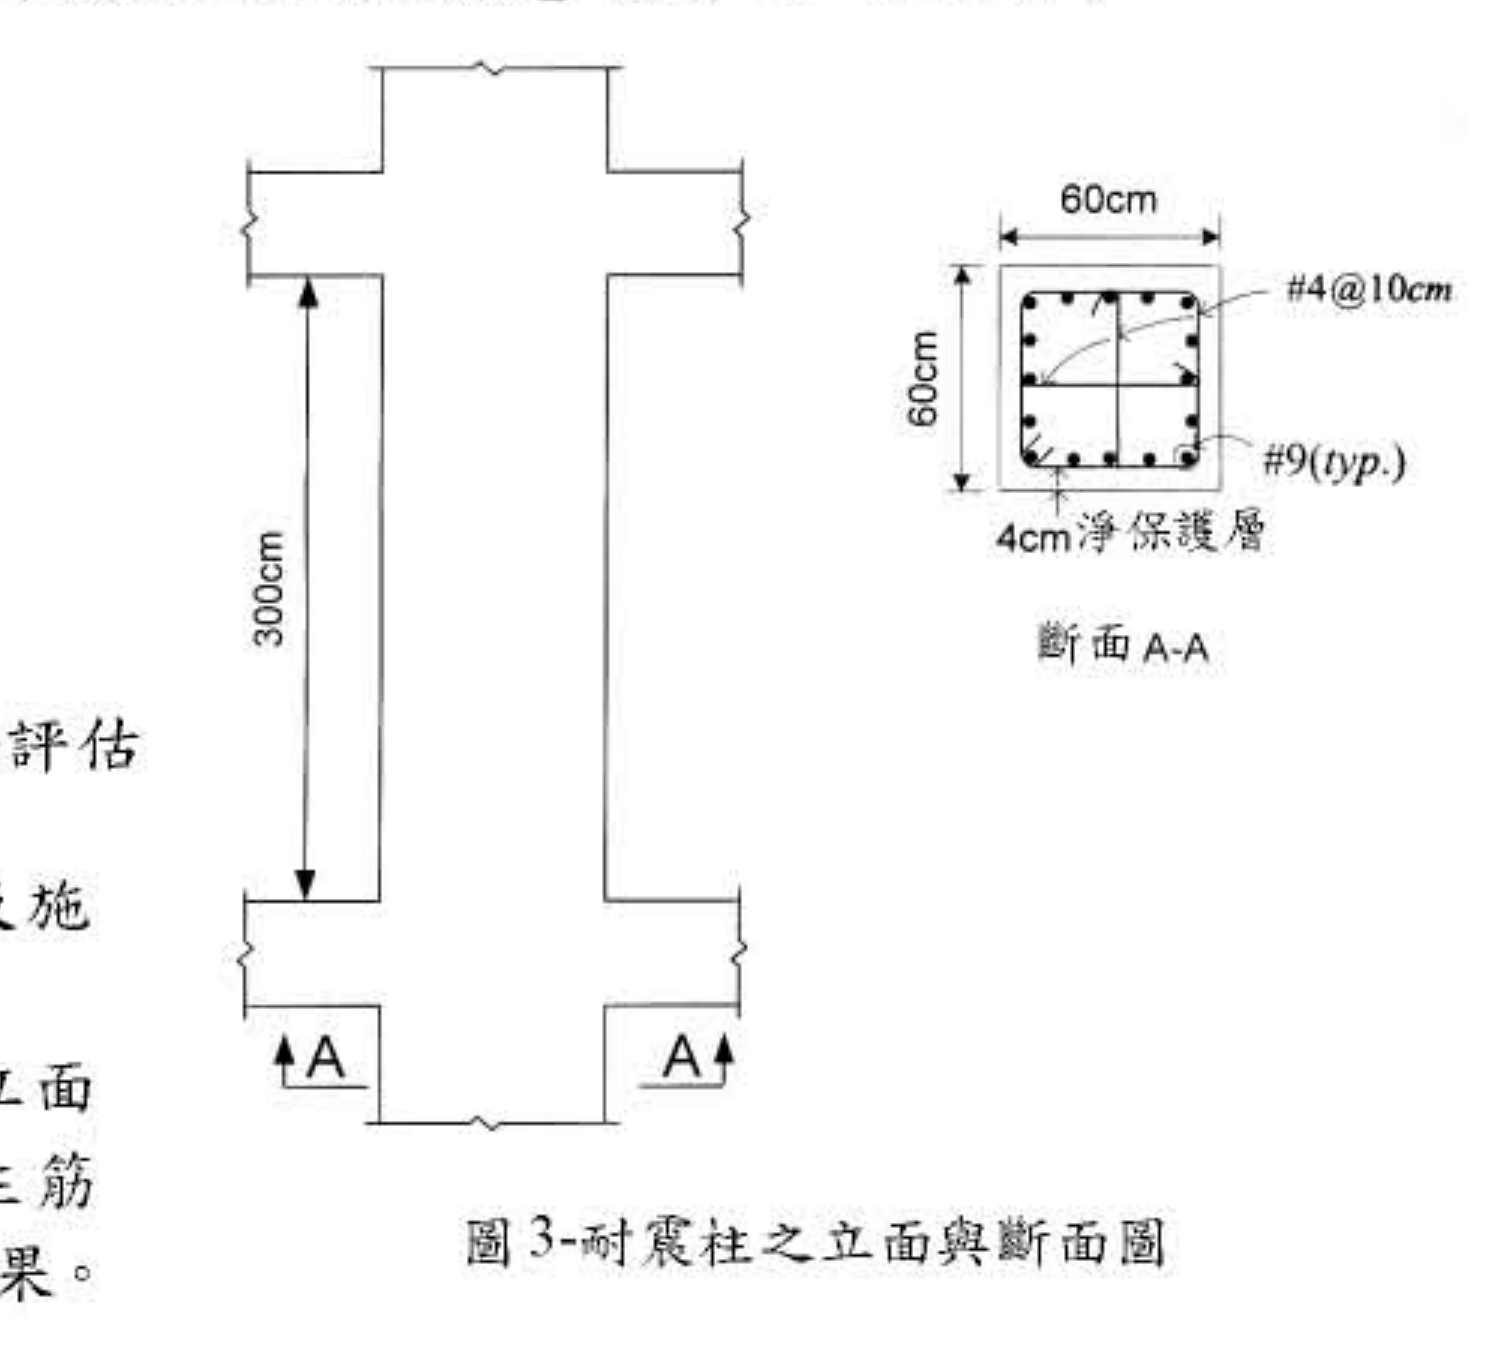 60cm
60cm
#4@10cm
#9(typ.)
4cm淨保護層
斷面 A-A
300cm
評估
施
面
A
A
筋
果。
圖 3-耐震柱之立面與斷面圖